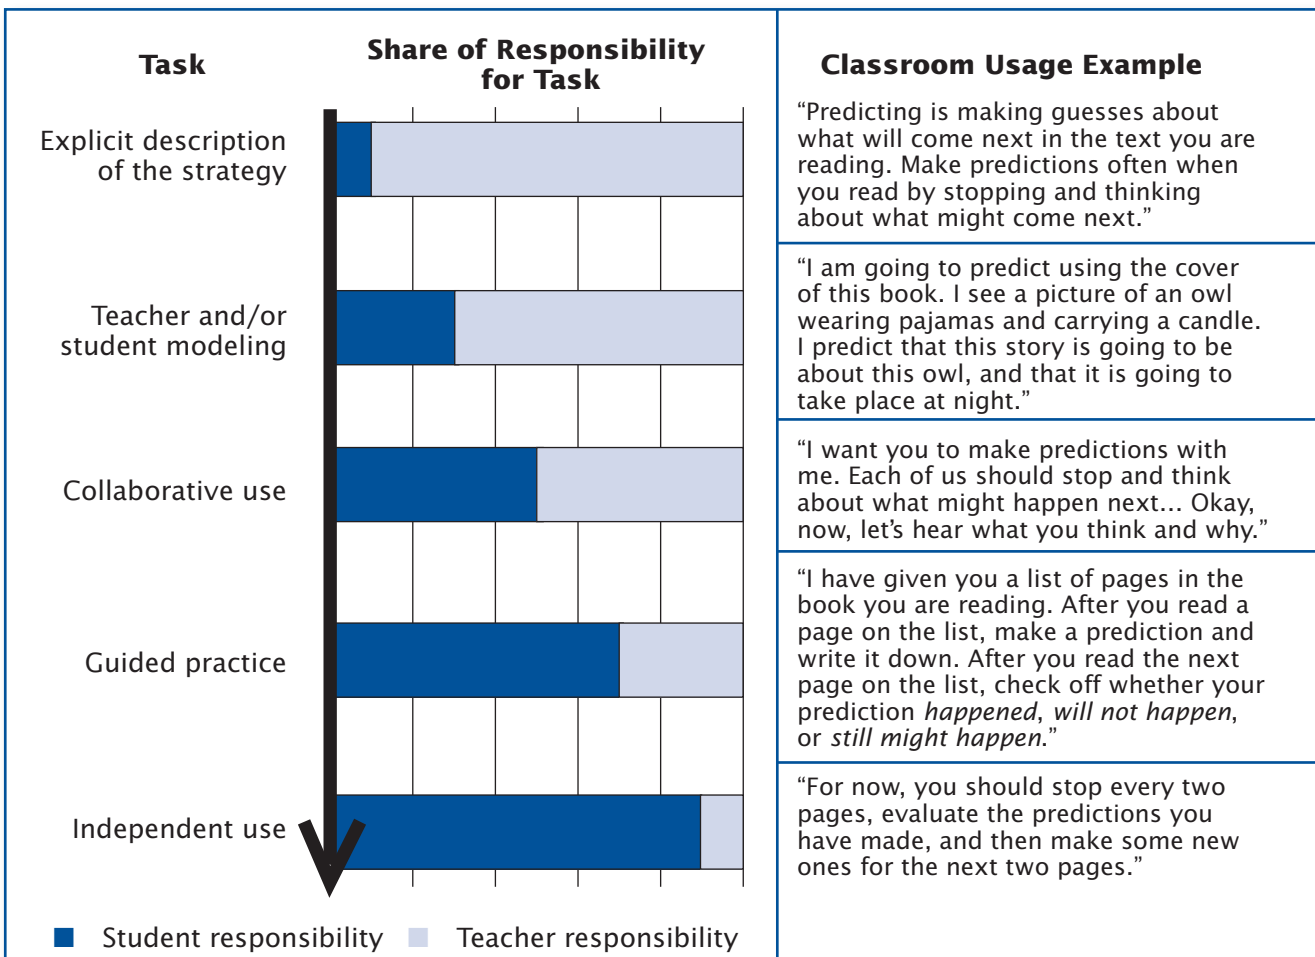 Task
Share of Responsibility
for Task
Classroom Usage Example
Explicit description
of the strategy
“Predicting is making guesses about
what will come next in the text you are
reading. Make predictions often when
you read by stopping and thinking
about what might come next.”
Teacher and/or
student modeling
“I am going to predict using the cover
of this book. I see a picture of an owl
wearing pajamas and carrying a candle.
I predict that this story is going to be
about this owl, and that it is going to
take place at night.”
Collaborative use
“I want you to make predictions with
me. Each of us should stop and think
about what might happen next... Okay,
now, let’s hear what you think and why.”
Guided practice
“I have given you a list of pages in the
book you are reading. After you read a
page on the list, make a prediction and
write it down. After you read the next
page on the list, check off whether your
prediction happened, will not happen,
or still might happen.”
Independent use
“For now, you should stop every two
pages, evaluate the predictions you
have made, and then make some new
ones for the next two pages.”
Student responsibility
Teacher responsibility